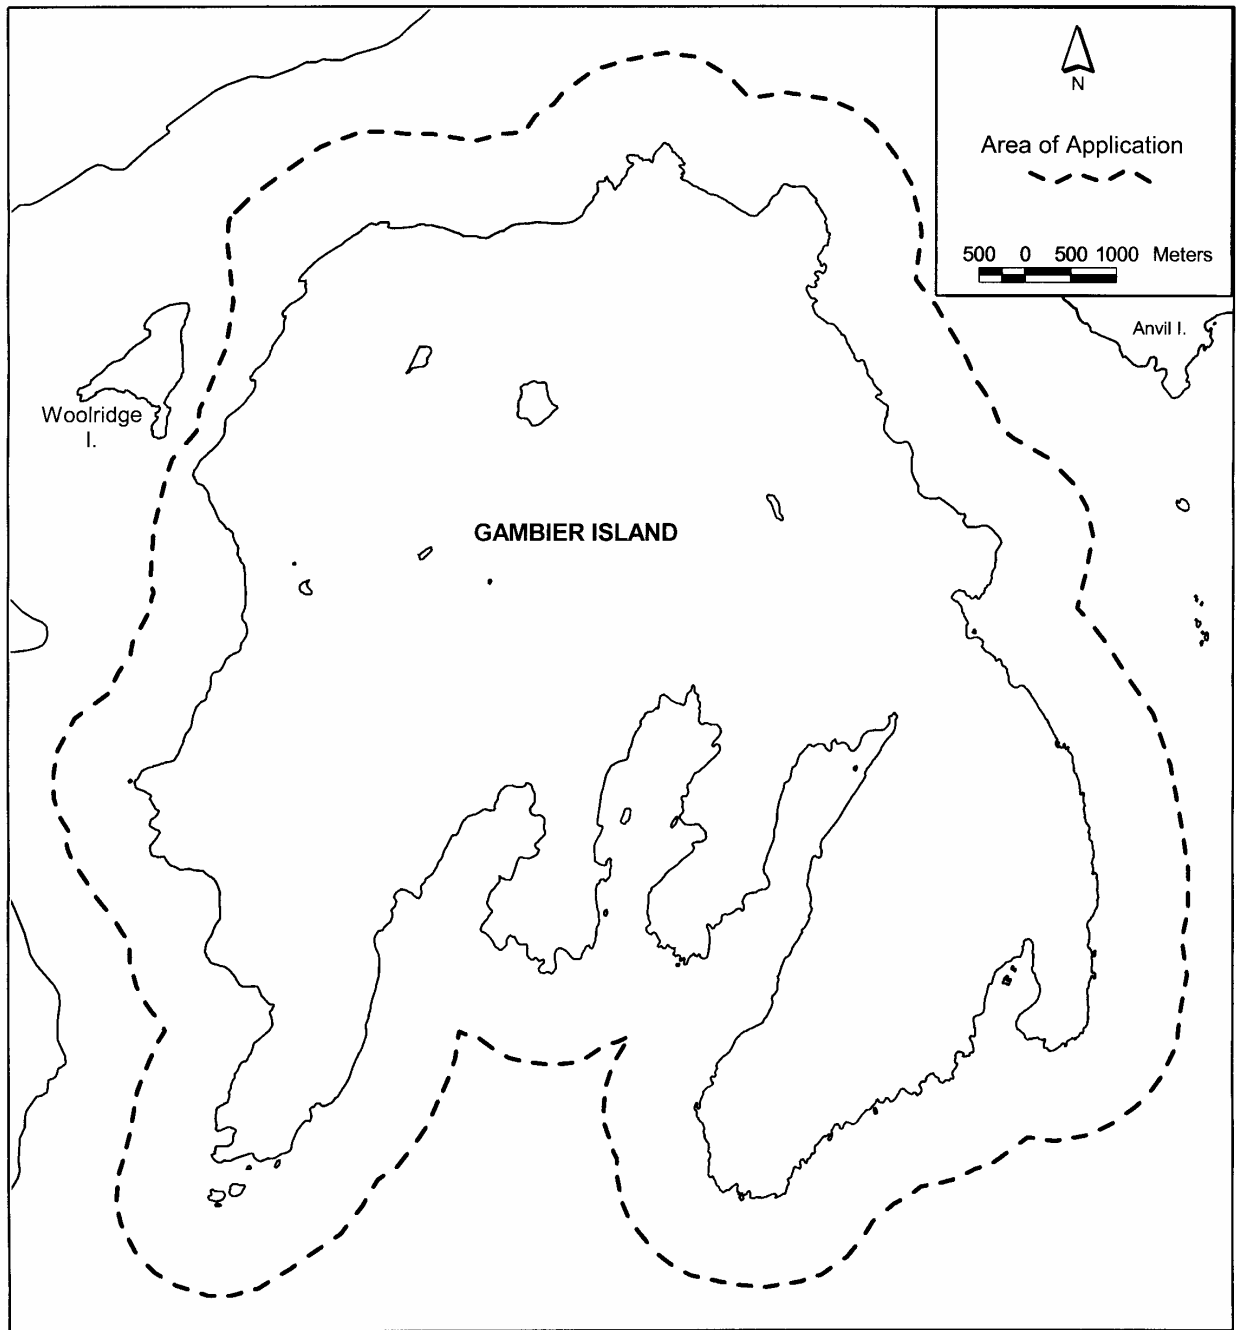 N
Area of Application
500 0 500 1000 Meters
Anvil I.
Woolridge
I.
GAMBIER ISLAND